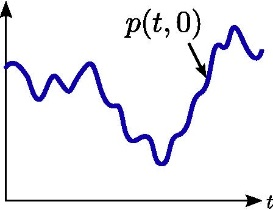 p(t, 0)
t